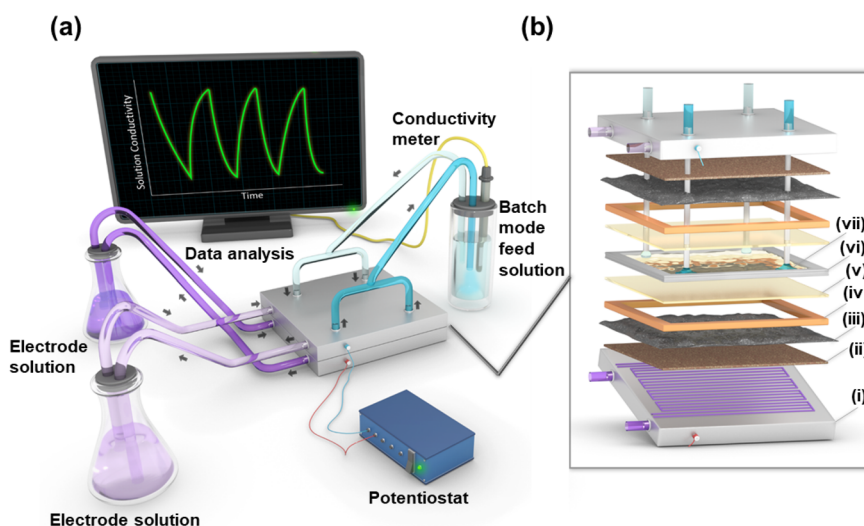 (a)
(b)
Solution Conductivity
Time
Conductivity
meter
Batch
mode
feed
solution
Data analysis
Electrode
solution
Electrode solution
Potentiostat
(vii)
(vi)
(v)
(iv)
(iii)
(ii)
(i)